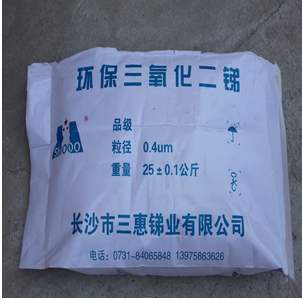 环保三氧化二锑
品级
粒径 0.4um
重量 25±0.1公斤
长沙市三惠锑业有限公司
电话:0731-84065848 13975863626